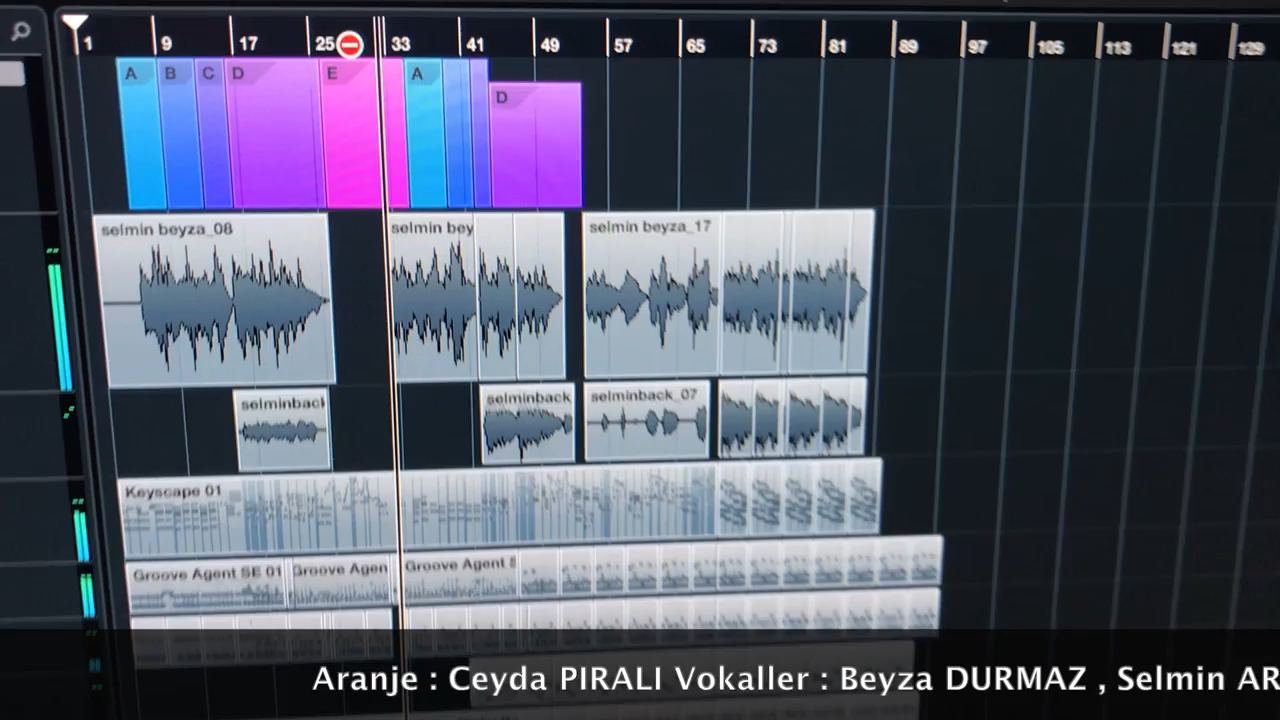 1 9 17 25 33 41 49 57 65 73 81 89 97 105 113 121 129
A B C D E A
D
selmin beyza_08 selmin bey selmin beyza_17
selminback selminback selminback_07
Keyscape 01
Groove Agent SE 01 Groove Agen Groove Agent S
Aranje : Ceyda PIRALI Vokaller : Beyza DURMAZ , Selmin AR